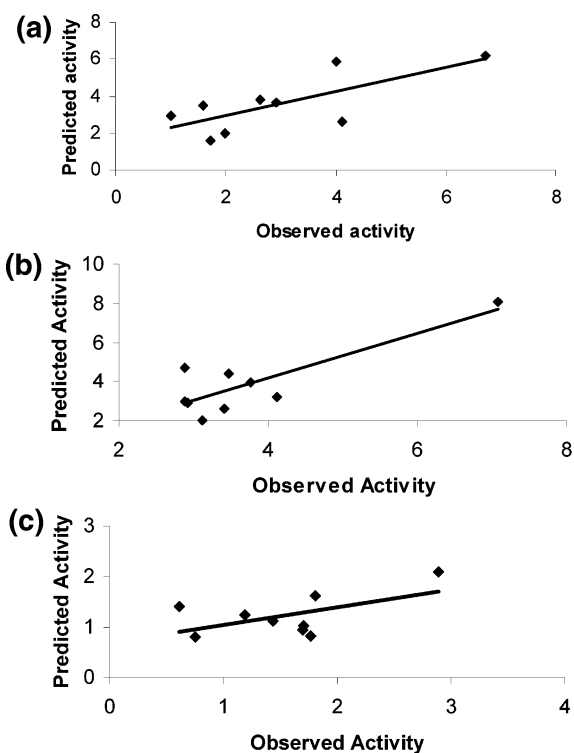 (a)
Predicted activity
8
6
4
2
0
0 2 4 6 8
Observed activity
(b)
Predicted Activity
10
8
6
4
2
2 4 6 8
Observed Activity
(c)
Predicted Activity
3
2
1
0
0 1 2 3 4
Observed Activity